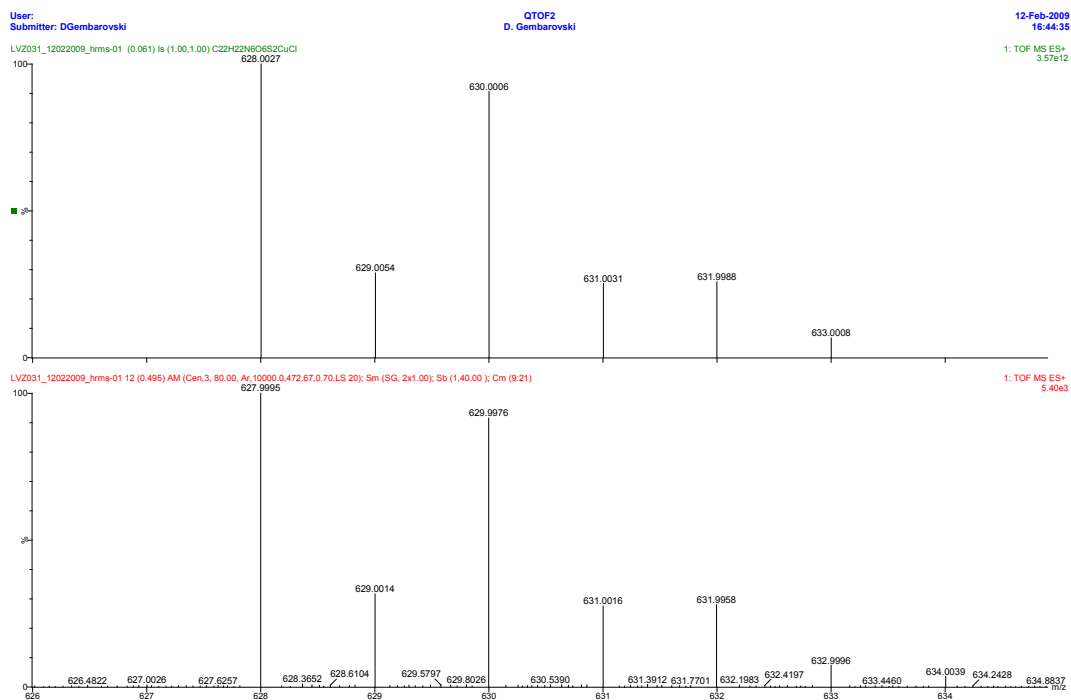 User: QTOF2 12-Feb-2009
Submitter: DGembarovski D. Gembarovski 16:44:35
LVZ031_12022009_hrms-01 (0.061) Is (1.00,1.00) C22H22N6O6S2CuCl 1: TOF MS ES+
3.57e12
100
628.0027
630.0006
629.0054
631.0031
631.9988
633.0008
%
0
LVZ031_12022009_hrms-01 12 (0.495) AM (Cen,3, 80.00, Ar,10000.0,472.67,0.70,LS 20); Sm (SG, 2x1.00); Sb (1,40.00 ); Cm (9:21) 1: TOF MS ES+
5.40e3
100
627.9995
629.9976
629.0014
631.0016
631.9958
632.9996
%
626.4822 627.0026 627.6257 628.3652 628.6104 629.5797 629.8026 630.5390 631.3912 631.7701 632.1983 632.4197 633.4460 634.0039 634.2428 634.8837
0
626 627 628 629 630 631 632 633 634 m/z